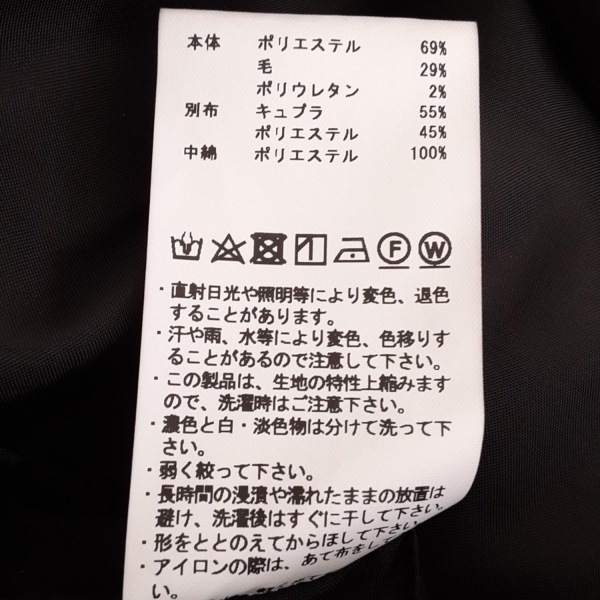 本体 ポリエステル 69%
毛 29%
ポリウレタン 2%
別布 キュプラ 55%
ポリエステル 45%
中綿 ポリエステル 100%
F W
・直射日光や照明等により変色、退色
することがあります。
・汗や雨、水等により変色、色移りす
ることがあるので注意して下さい。
・この製品は、生地の特性上縮みます
ので、洗濯時はご注意下さい。
・濃色と白・淡色物は分けて洗って下
さい。
・弱く絞って下さい。
・長時間の浸漬や濡れたままの放置は
避け、洗濯後はすぐに干して下さい。
・形をととのえてからほして下さい
・アイロンの際は、あて布をして
い。